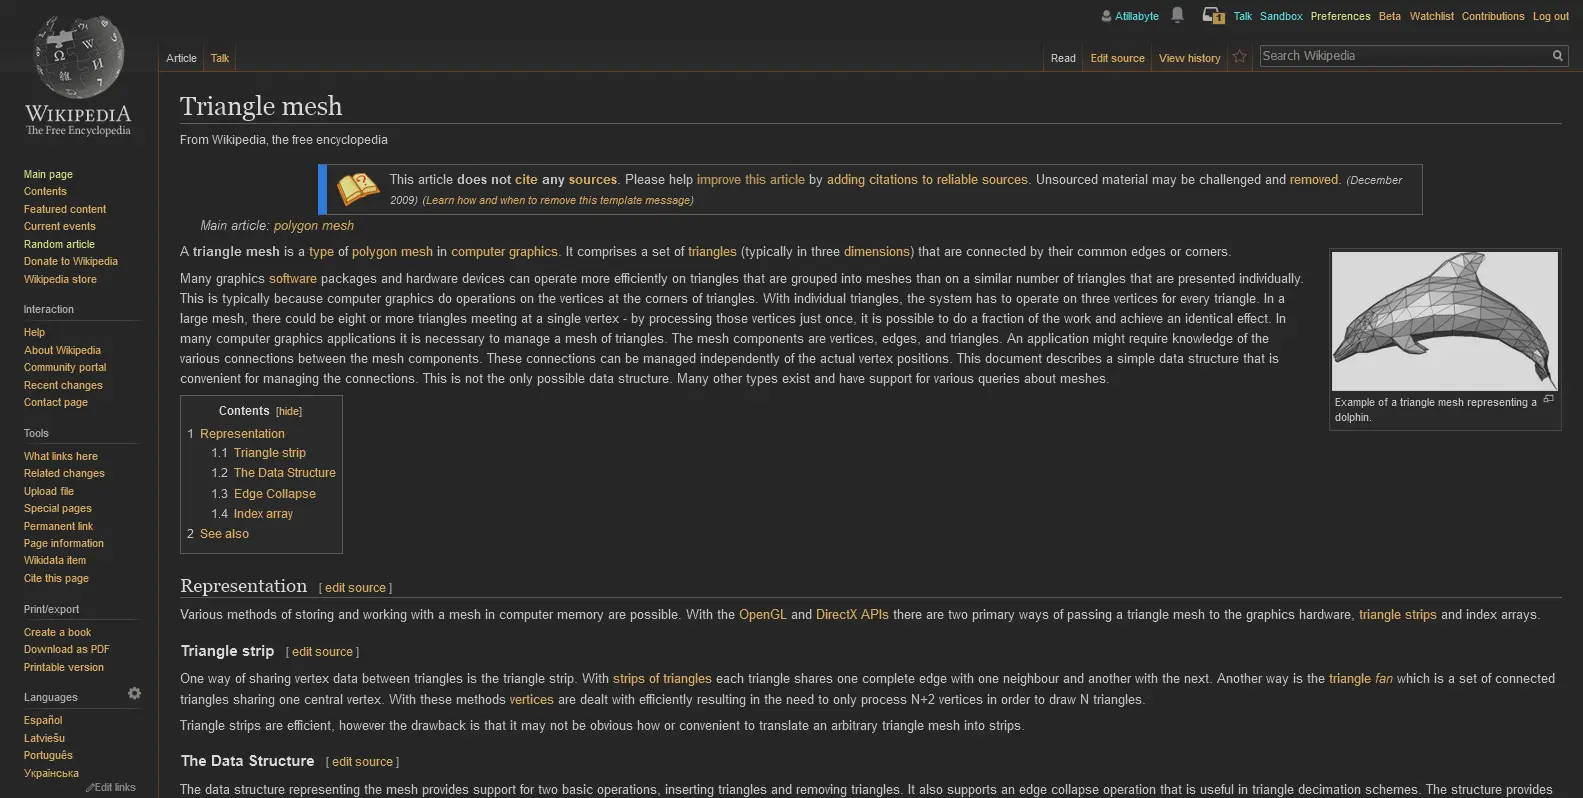 Atillabyte 1 Talk Sandbox Preferences Beta Watchlist Contributions Log out
WIKIPEDIA
The Free Encyclopedia
Main page
Contents
Featured content
Current events
Random article
Donate to Wikipedia
Wikipedia store
Interaction
Help
About Wikipedia
Community portal
Recent changes
Contact page
Tools
What links here
Related changes
Upload file
Special pages
Permanent link
Page information
Wikidata item
Cite this page
Print/export
Create a book
Download as PDF
Printable version
Languages
Español
Latviešu
Português
Українська
Edit links
Article Talk
Read Edit source View history Search Wikipedia
Triangle mesh
From Wikipedia, the free encyclopedia
This article does not cite any sources. Please help improve this article by adding citations to reliable sources. Unsourced material may be challenged and removed. (December
2009) (Learn how and when to remove this template message)
Main article: polygon mesh
A triangle mesh is a type of polygon mesh in computer graphics. It comprises a set of triangles (typically in three dimensions) that are connected by their common edges or corners.
Many graphics software packages and hardware devices can operate more efficiently on triangles that are grouped into meshes than on a similar number of triangles that are presented individually.
This is typically because computer graphics do operations on the vertices at the corners of triangles. With individual triangles, the system has to operate on three vertices for every triangle. In a
large mesh, there could be eight or more triangles meeting at a single vertex - by processing those vertices just once, it is possible to do a fraction of the work and achieve an identical effect. In
many computer graphics applications it is necessary to manage a mesh of triangles. The mesh components are vertices, edges, and triangles. An application might require knowledge of the
various connections between the mesh components. These connections can be managed independently of the actual vertex positions. This document describes a simple data structure that is
convenient for managing the connections. This is not the only possible data structure. Many other types exist and have support for various queries about meshes.
Example of a triangle mesh representing a
dolphin.
Contents [hide]
1 Representation
1.1 Triangle strip
1.2 The Data Structure
1.3 Edge Collapse
1.4 Index array
2 See also
Representation [ edit source ]
Various methods of storing and working with a mesh in computer memory are possible. With the OpenGL and DirectX APIs there are two primary ways of passing a triangle mesh to the graphics hardware, triangle strips and index arrays.
Triangle strip [ edit source ]
One way of sharing vertex data between triangles is the triangle strip. With strips of triangles each triangle shares one complete edge with one neighbour and another with the next. Another way is the triangle fan which is a set of connected
triangles sharing one central vertex. With these methods vertices are dealt with efficiently resulting in the need to only process N+2 vertices in order to draw N triangles.
Triangle strips are efficient, however the drawback is that it may not be obvious how or convenient to translate an arbitrary triangle mesh into strips.
The Data Structure [ edit source ]
The data structure representing the mesh provides support for two basic operations, inserting triangles and removing triangles. It also supports an edge collapse operation that is useful in triangle decimation schemes. The structure provides